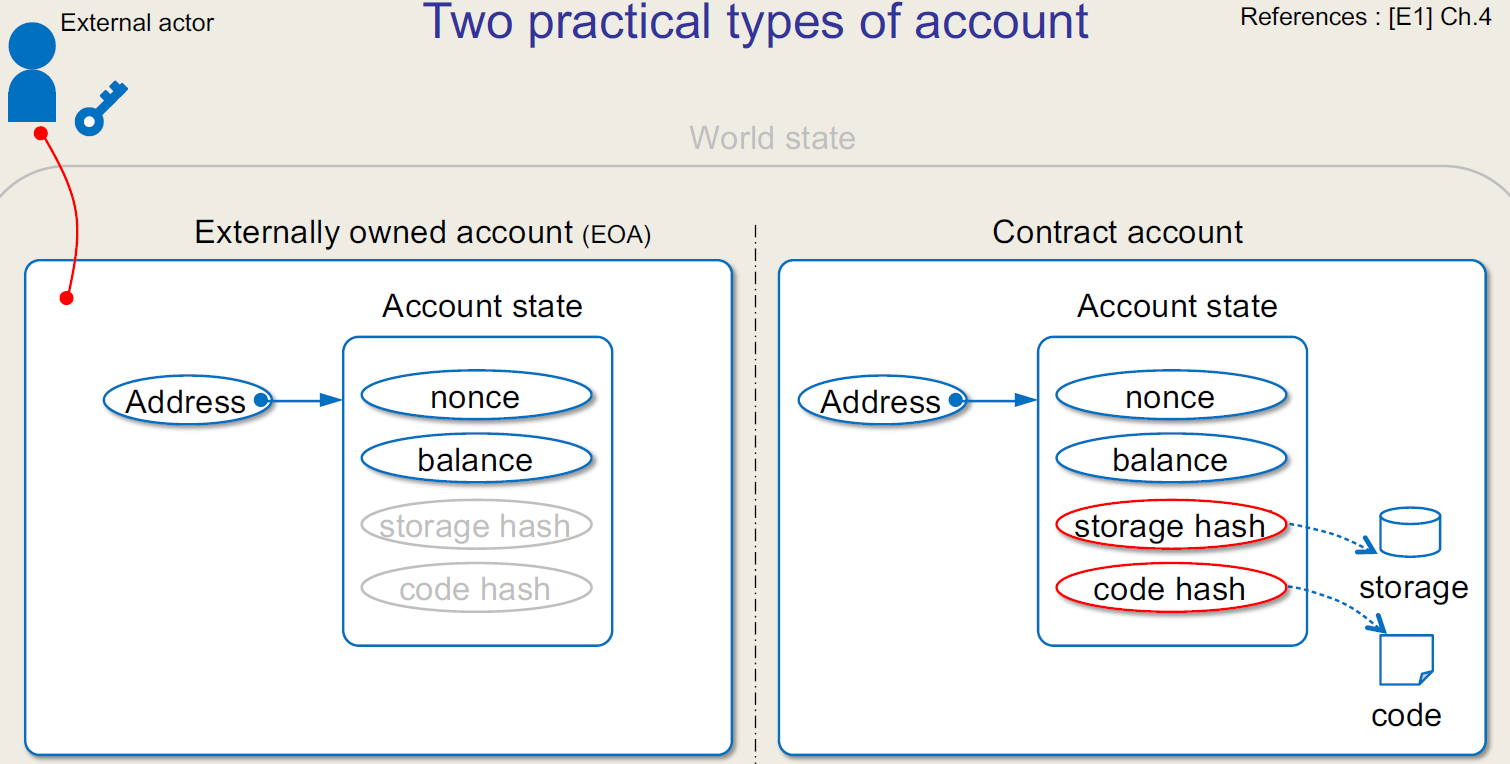 External actor
Two practical types of account
References : [E1] Ch.4
World state
Externally owned account (EOA)
Account state
Address
nonce
balance
storage hash
code hash
Contract account
Account state
Address
nonce
balance
storage hash
code hash
storage
code